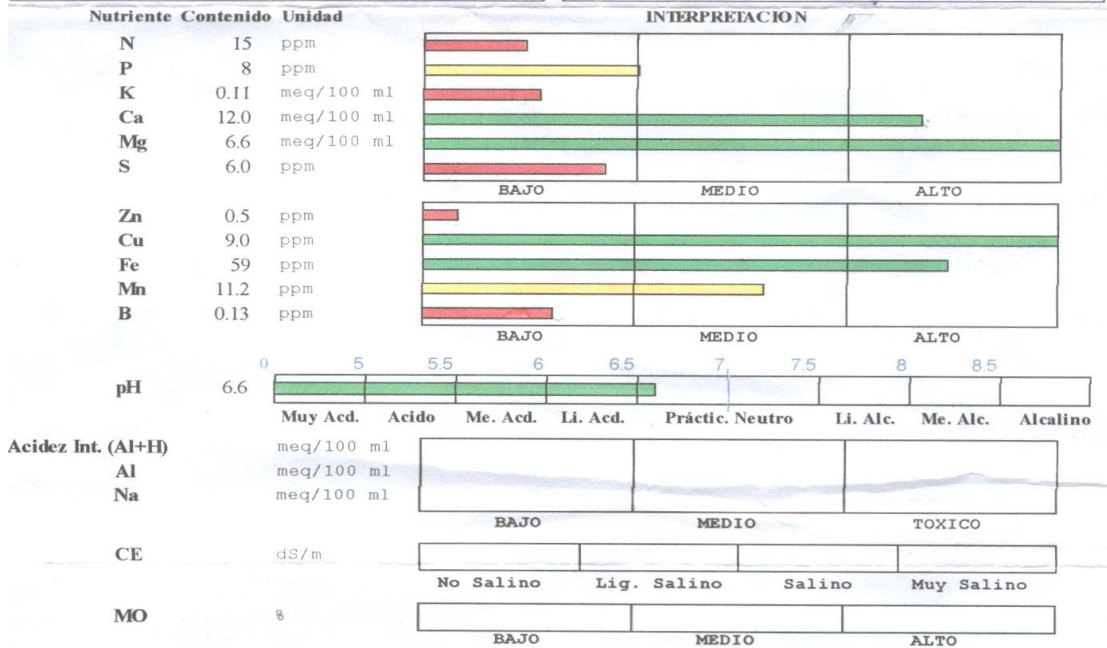 Nutriente Contenido Unidad INTERPRETACION
N 15 ppm
P 8 ppm
K 0.11 meq/100 ml
Ca 12.0 meq/100 ml
Mg 6.6 meq/100 ml
S 6.0 ppm
BAJO MEDIO ALTO
Zn 0.5 ppm
Cu 9.0 ppm
Fe 59 ppm
Mn 11.2 ppm
B 0.13 ppm
BAJO MEDIO ALTO
0 5 5.5 6 6.5 7 7.5 8 8.5
pH 6.6
Muy Acd. Acido Me. Acd. Li. Acd. Práctic. Neutro Li. Alc. Me. Alc. Alcalino
Acidez Int. (Al+H) meq/100 ml
Al meq/100 ml
Na meq/100 ml
BAJO MEDIO TOXICO
CE dS/m
No Salino Lig. Salino Salino Muy Salino
MO %
BAJO MEDIO ALTO